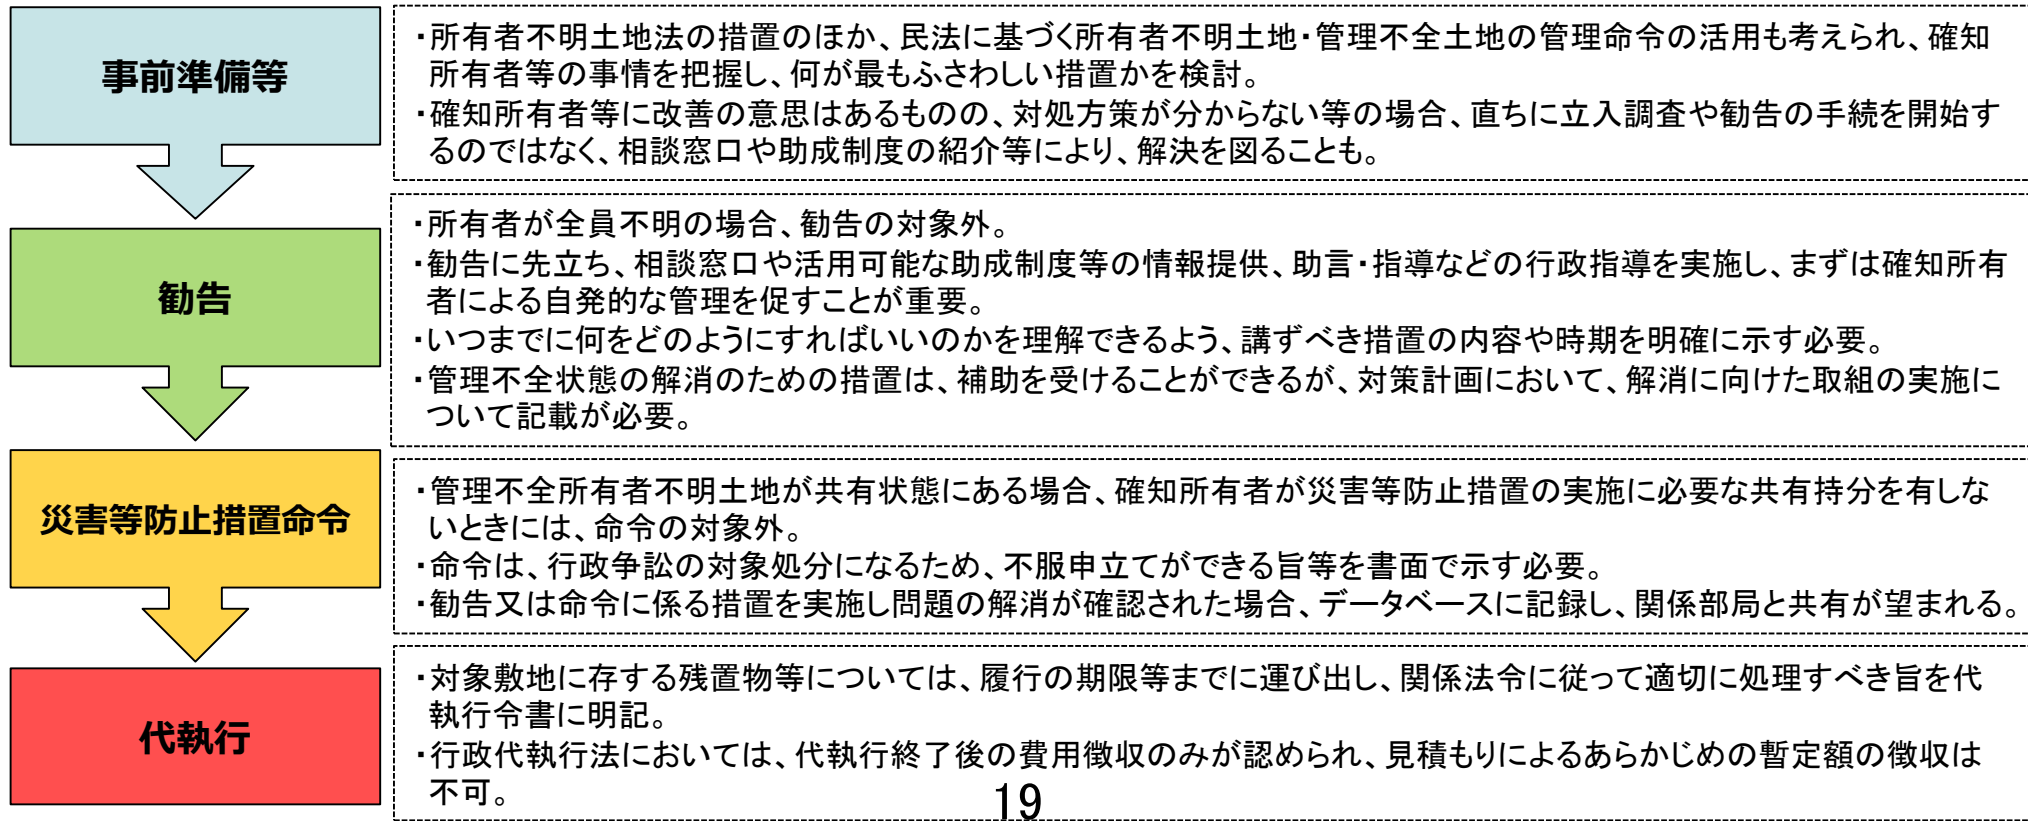 事前準備等
・所有者不明土地法の措置のほか、民法に基づく所有者不明土地・管理不全土地の管理命令の活用も考えられ、確知
所有者等の事情を把握し、何が最もふさわしい措置かを検討。
・確知所有者等に改善の意思はあるものの、対処方策が分からない等の場合、直ちに立入調査や勧告の手続を開始す
るのではなく、相談窓口や助成制度の紹介等により、解決を図ることも。
勧告
・所有者が全員不明の場合、勧告の対象外。
・勧告に先立ち、相談窓口や活用可能な助成制度等の情報提供、助言・指導などの行政指導を実施し、まずは確知所有
者による自発的な管理を促すことが重要。
・いつまでに何をどのようにすればいいのかを理解できるよう、講ずべき措置の内容や時期を明確に示す必要。
・管理不全状態の解消のための措置は、補助を受けることができるが、対策計画において、解消に向けた取組の実施に
ついて記載が必要。
災害等防止措置命令
・管理不全所有者不明土地が共有状態にある場合、確知所有者が災害等防止措置の実施に必要な共有持分を有しな
いときには、命令の対象外。
・命令は、行政争訟の対象処分になるため、不服申立てができる旨等を書面で示す必要。
・勧告又は命令に係る措置を実施し問題の解消が確認された場合、データベースに記録し、関係部局と共有が望まれる。
代執行
・対象敷地に存する残置物等については、履行の期限等までに運び出し、関係法令に従って適切に処理すべき旨を代
執行令書に明記。
・行政代執行法においては、代執行終了後の費用徴収のみが認められ、見積もりによるあらかじめの暫定額の徴収は
不可。
19